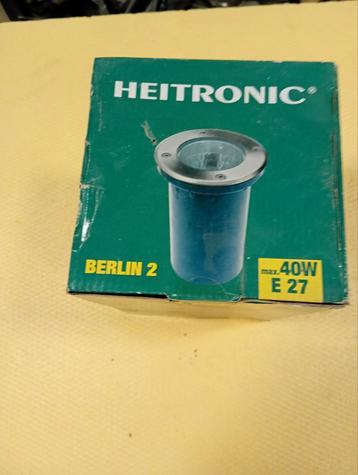 HEITRONIC®
BERLIN 2
max. 40W
E 27